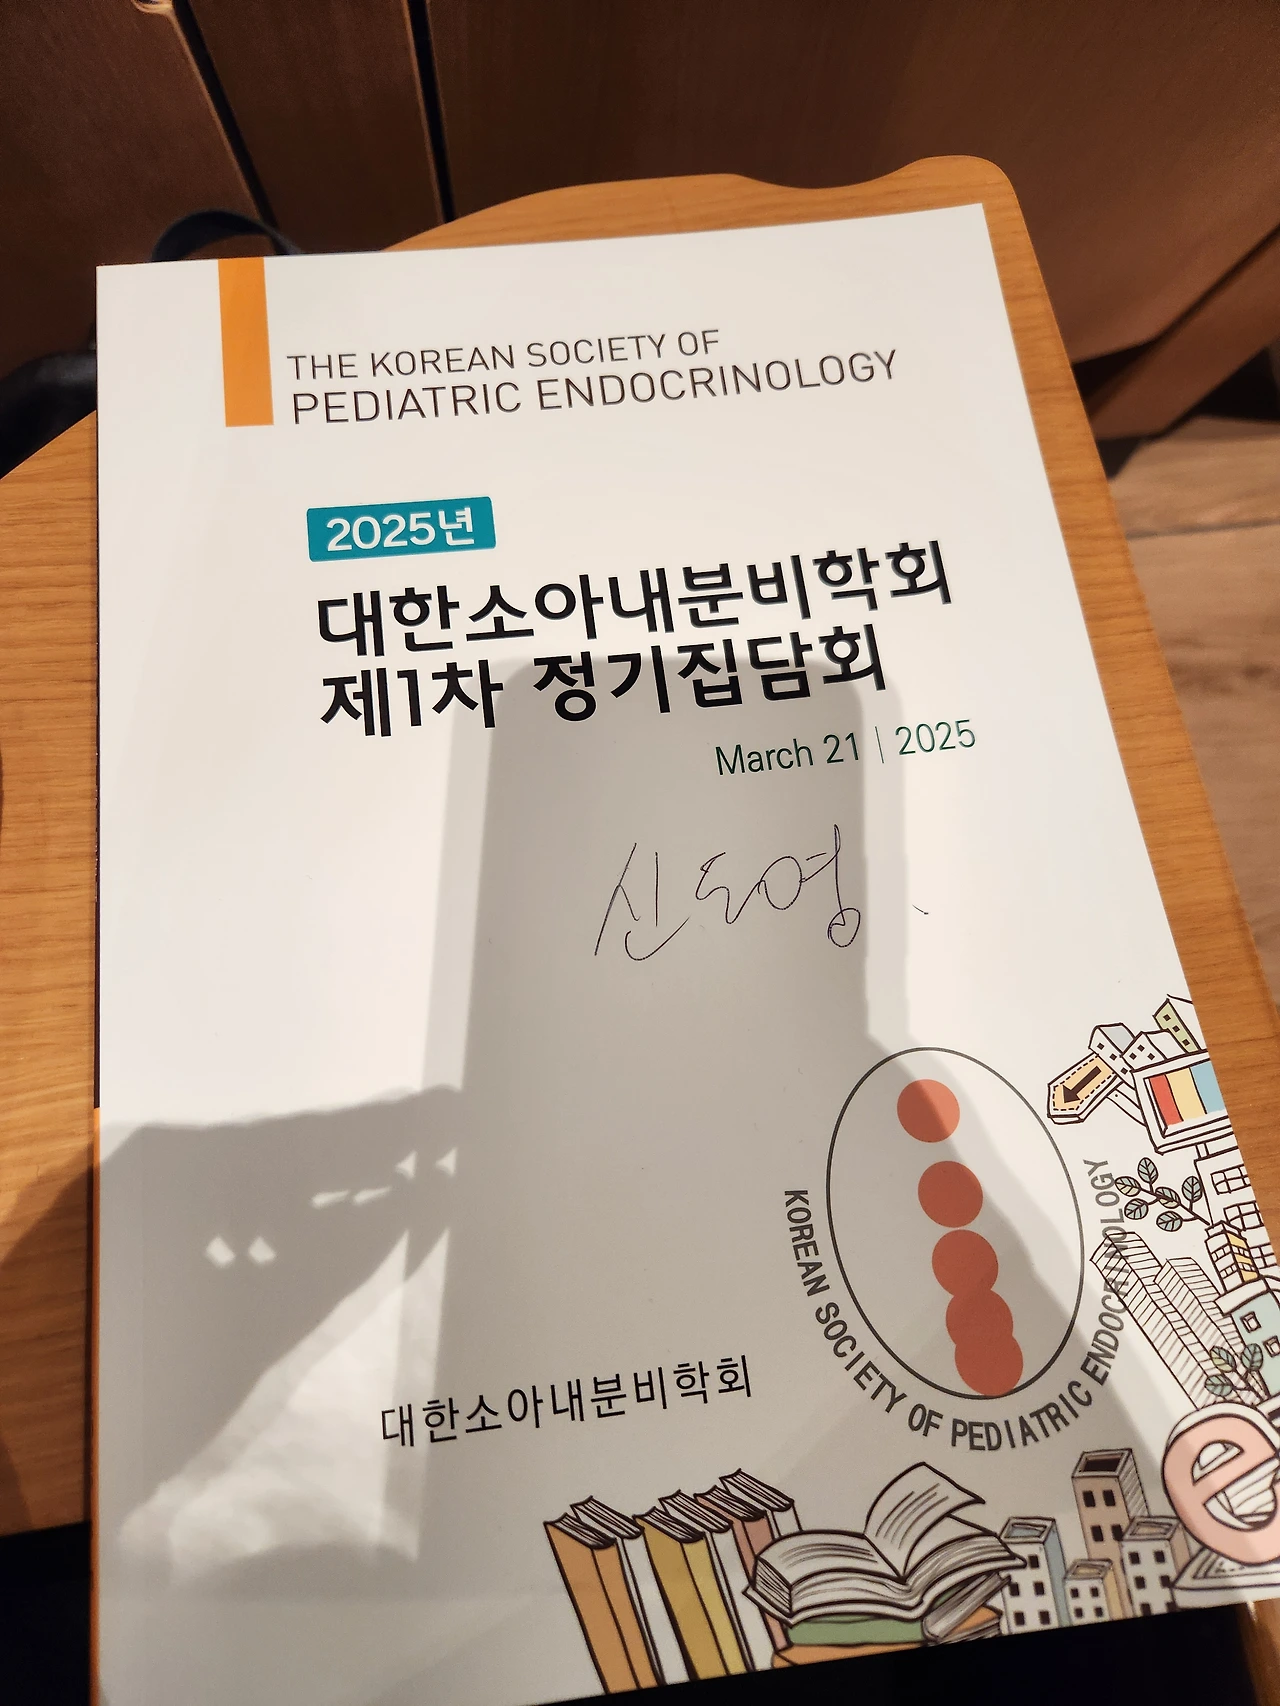 THE KOREAN SOCIETY OF
PEDIATRIC ENDOCRINOLOGY
2025년
대한소아내분비학회
제1차 정기집담회
March 21 | 2025
신도영
KOREAN SOCIETY OF PEDIATRIC ENDOCRINOLOGY
대한소아내분비학회
e